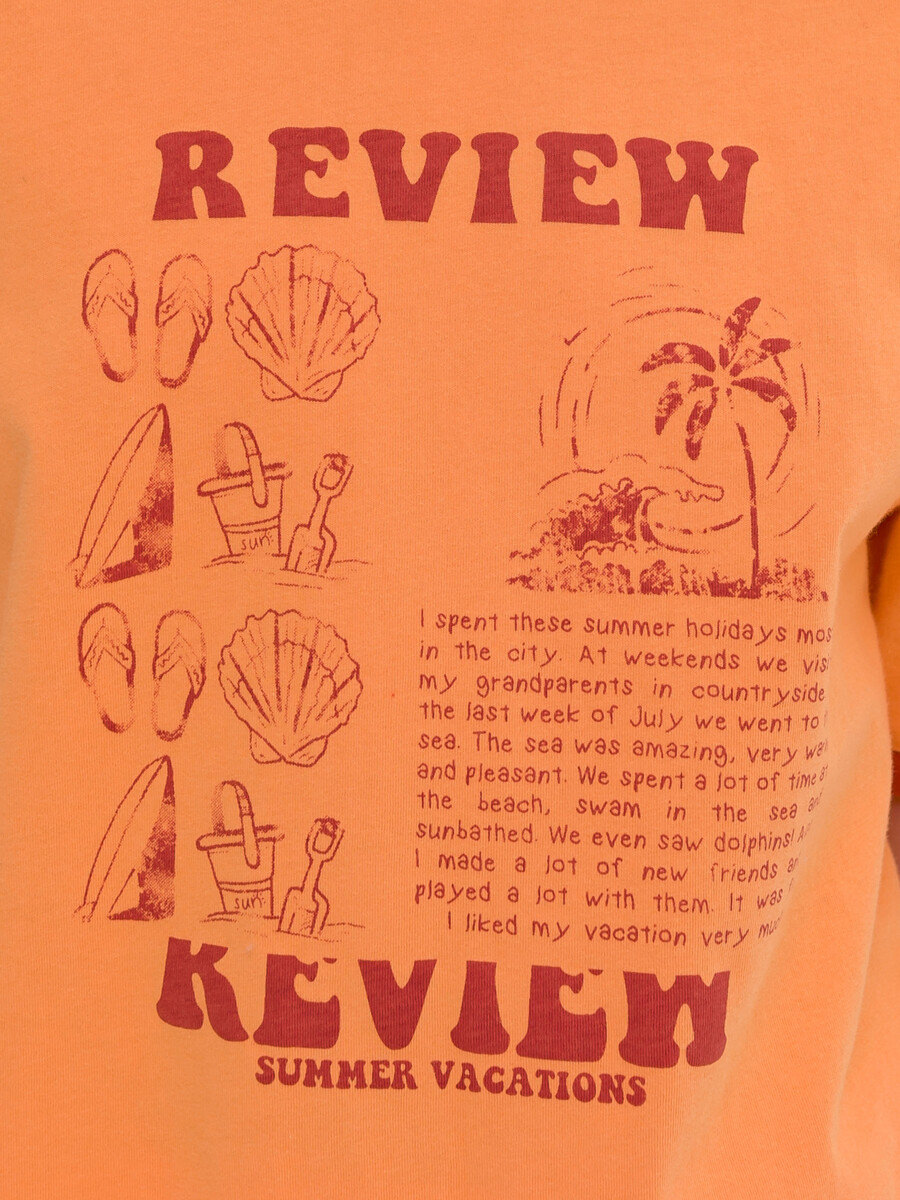 REVIEW
sun
I spent these summer holidays
in the city. At weekends we
my grandparents in countryside
the last week of July we went to
sea. The sea was amazing, very
and pleasant. We spent a lot of time
the beach, swam in the sea
sunbathed. We even saw dolphins!
I made a lot of new friends
played a lot with them. It was
sun
I liked my vacation very
REVIEW
SUMMER VACATIONS